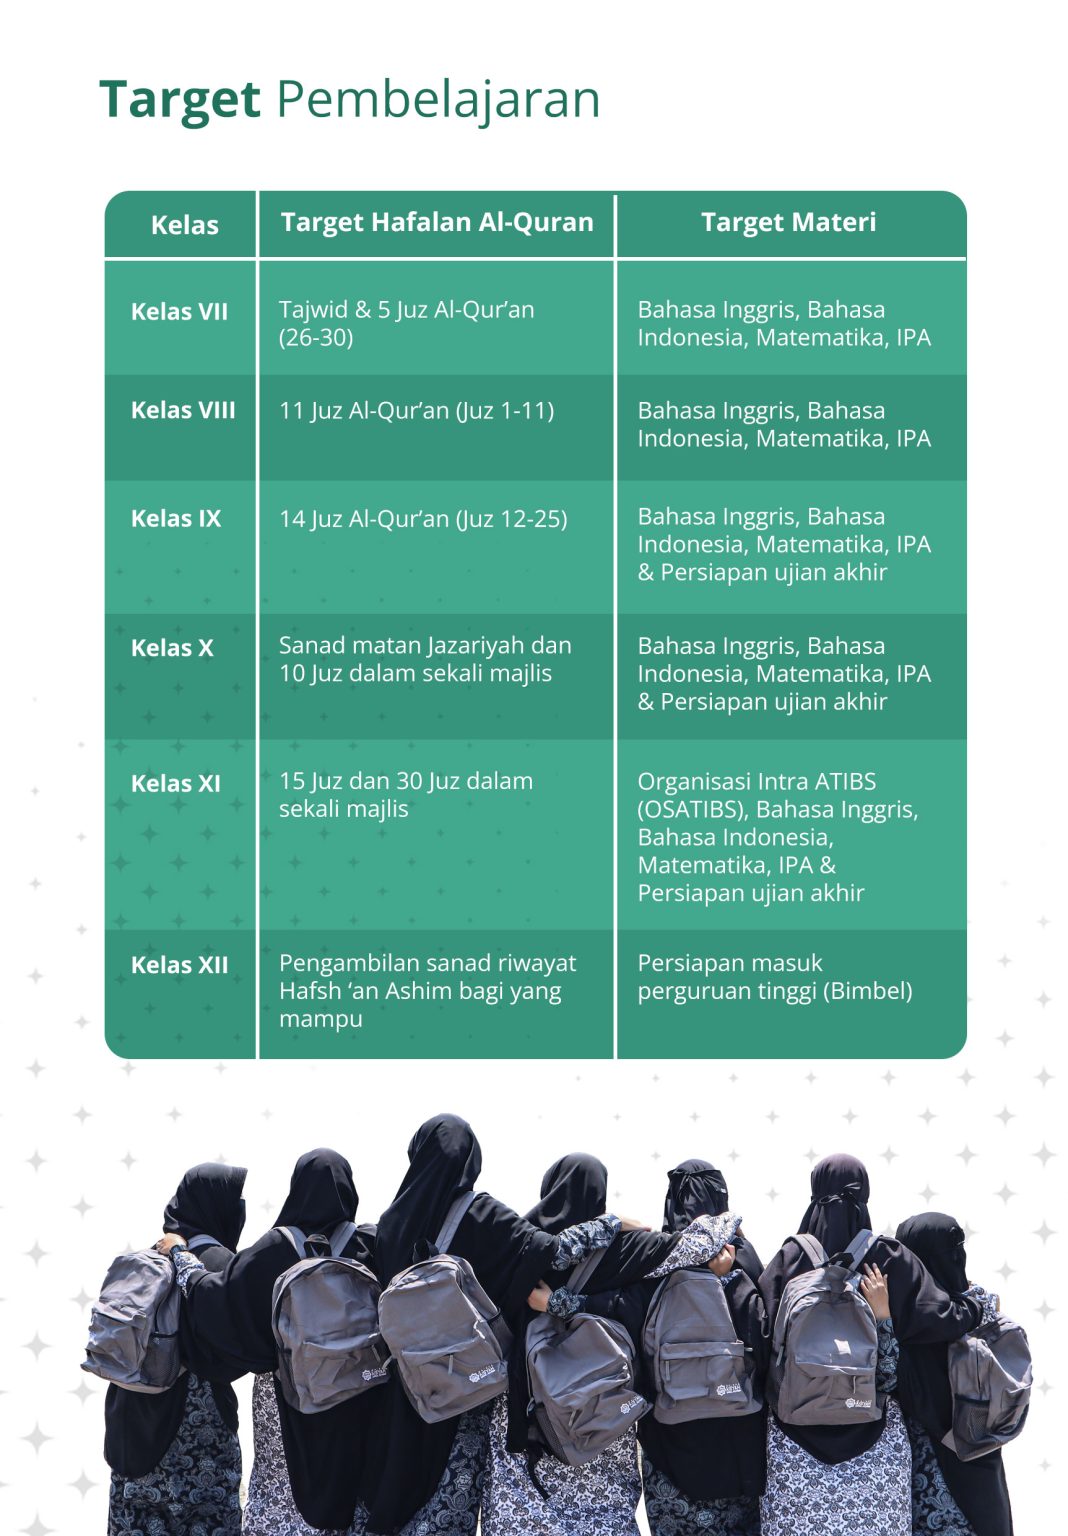 Target Pembelajaran
Kelas
Target Hafalan Al-Quran
Target Materi
Kelas VII
Tajwid & 5 Juz Al-Qur’an
(26-30)
Bahasa Inggris, Bahasa
Indonesia, Matematika, IPA
Kelas VIII
11 Juz Al-Qur’an (Juz 1-11)
Bahasa Inggris, Bahasa
Indonesia, Matematika, IPA
Kelas IX
14 Juz Al-Qur’an (Juz 12-25)
Bahasa Inggris, Bahasa
Indonesia, Matematika, IPA
& Persiapan ujian akhir
Kelas X
Sanad matan Jazariyah dan
10 Juz dalam sekali majlis
Bahasa Inggris, Bahasa
Indonesia, Matematika, IPA
& Persiapan ujian akhir
Kelas XI
15 Juz dan 30 Juz dalam
sekali majlis
Organisasi Intra ATIBS
(OSATIBS), Bahasa Inggris,
Bahasa Indonesia,
Matematika, IPA &
Persiapan ujian akhir
Kelas XII
Pengambilan sanad riwayat
Hafsh ‘an Ashim bagi yang
mampu
Persiapan masuk
perguruan tinggi (Bimbel)